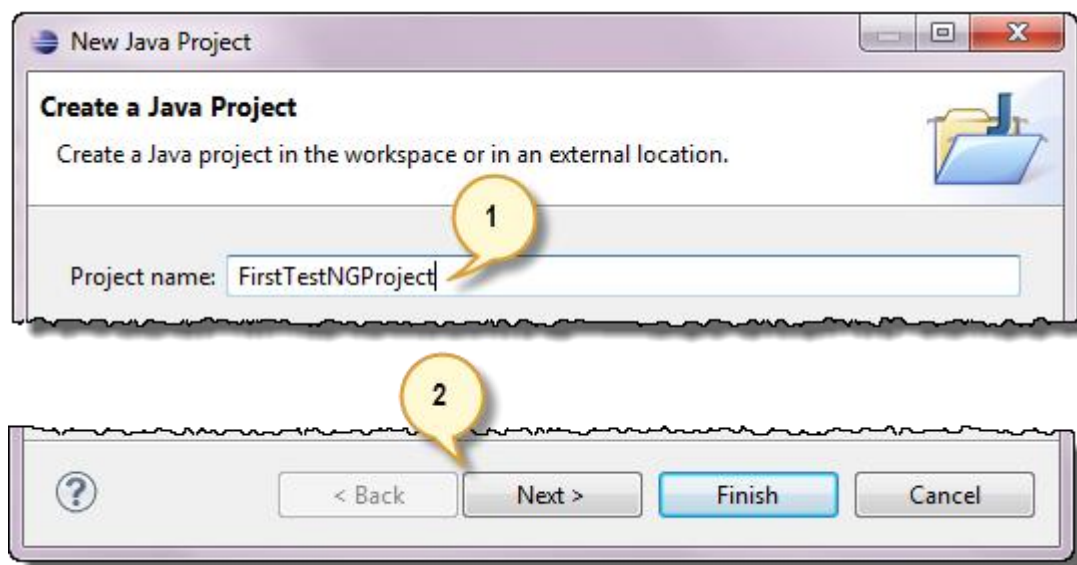 New Java Project
Create a Java Project
Create a Java project in the workspace or in an external location.
1
Project name: FirstTestNGProject
2
? < Back Next > Finish Cancel